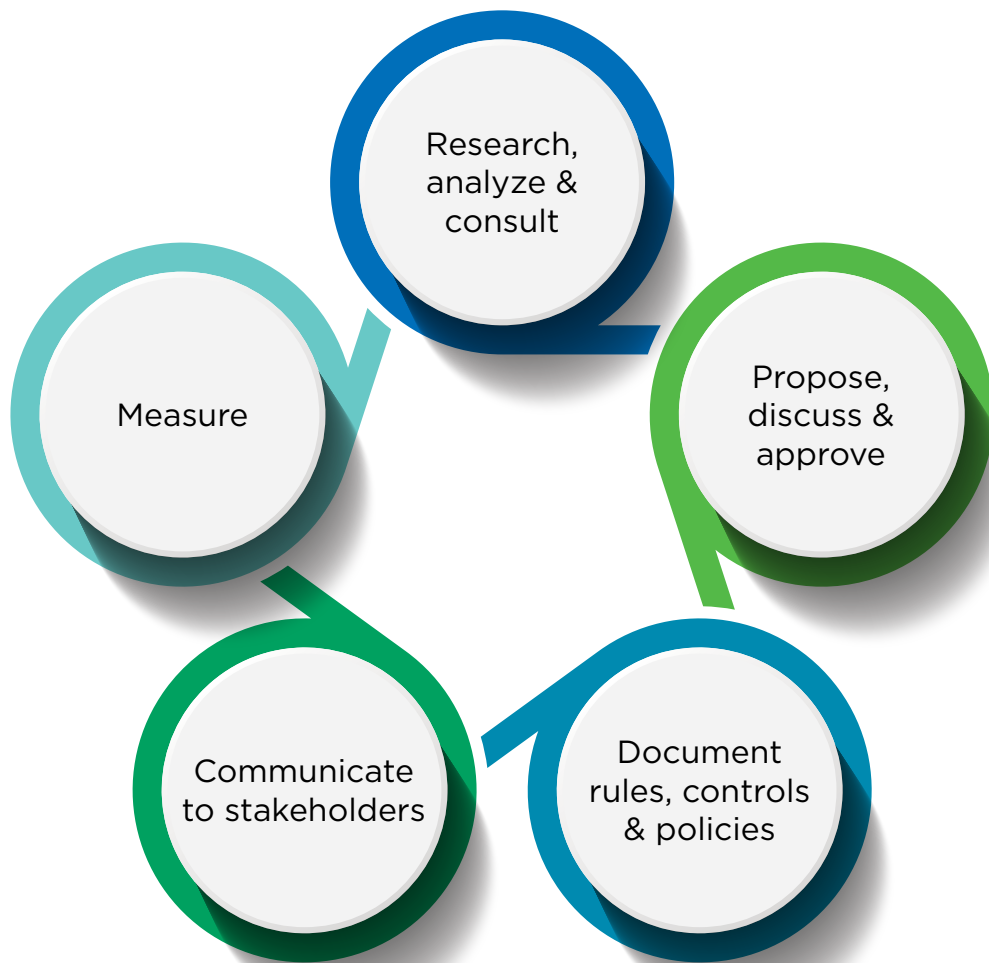 Research,
analyze &
consult
Propose,
discuss &
approve
Document
rules, controls
& policies
Communicate
to stakeholders
Measure